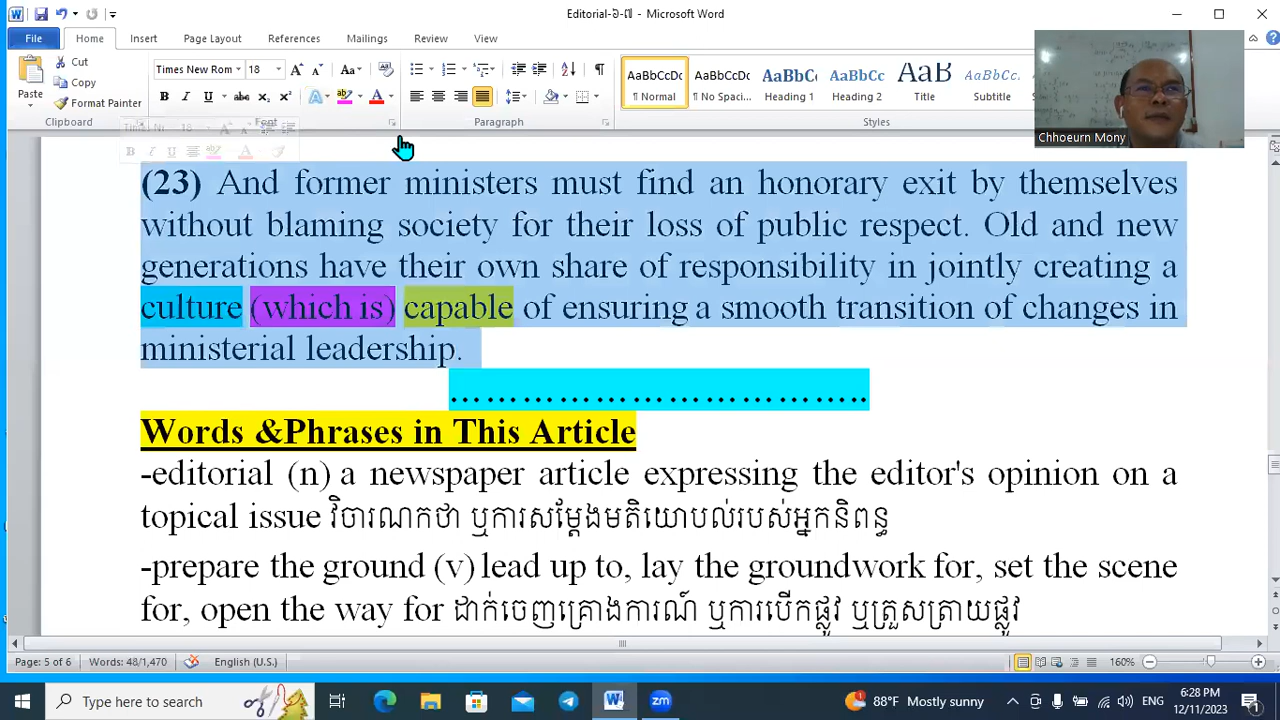 Editorial-៦-៧ - Microsoft Word
File Home Insert Page Layout References Mailings Review View
Paste Cut Copy Format Painter
Times New Rom 18
AaBbCcDc AaBbCcDc AaBbCc AaBbCc AaB AaBbCcDc
¶ Normal ¶ No Spaci... Heading 1 Heading 2 Title Subtitle
Clipboard Font Paragraph Styles
Chhoeurn Mony
(23) And former ministers must find an honorary exit by themselves
without blaming society for their loss of public respect. Old and new
generations have their own share of responsibility in jointly creating a
culture (which is) capable of ensuring a smooth transition of changes in
ministerial leadership.
……………………………………..
Words &Phrases in This Article
-editorial (n) a newspaper article expressing the editor's opinion on a
topical issue វិចារណកថា ឬការសម្តែងមតិយោបល់របស់អ្នកនិពន្ធ
-prepare the ground (v) lead up to, lay the groundwork for, set the scene
for, open the way for ដាក់ចេញគ្រោងការណ៍ ឬការបើកផ្លូវ ឬត្រួសត្រាយផ្លូវ
Page: 5 of 6 Words: 48/1,470 English (U.S.) 160%
Type here to search
88°F Mostly sunny
6:28 PM
12/11/2023